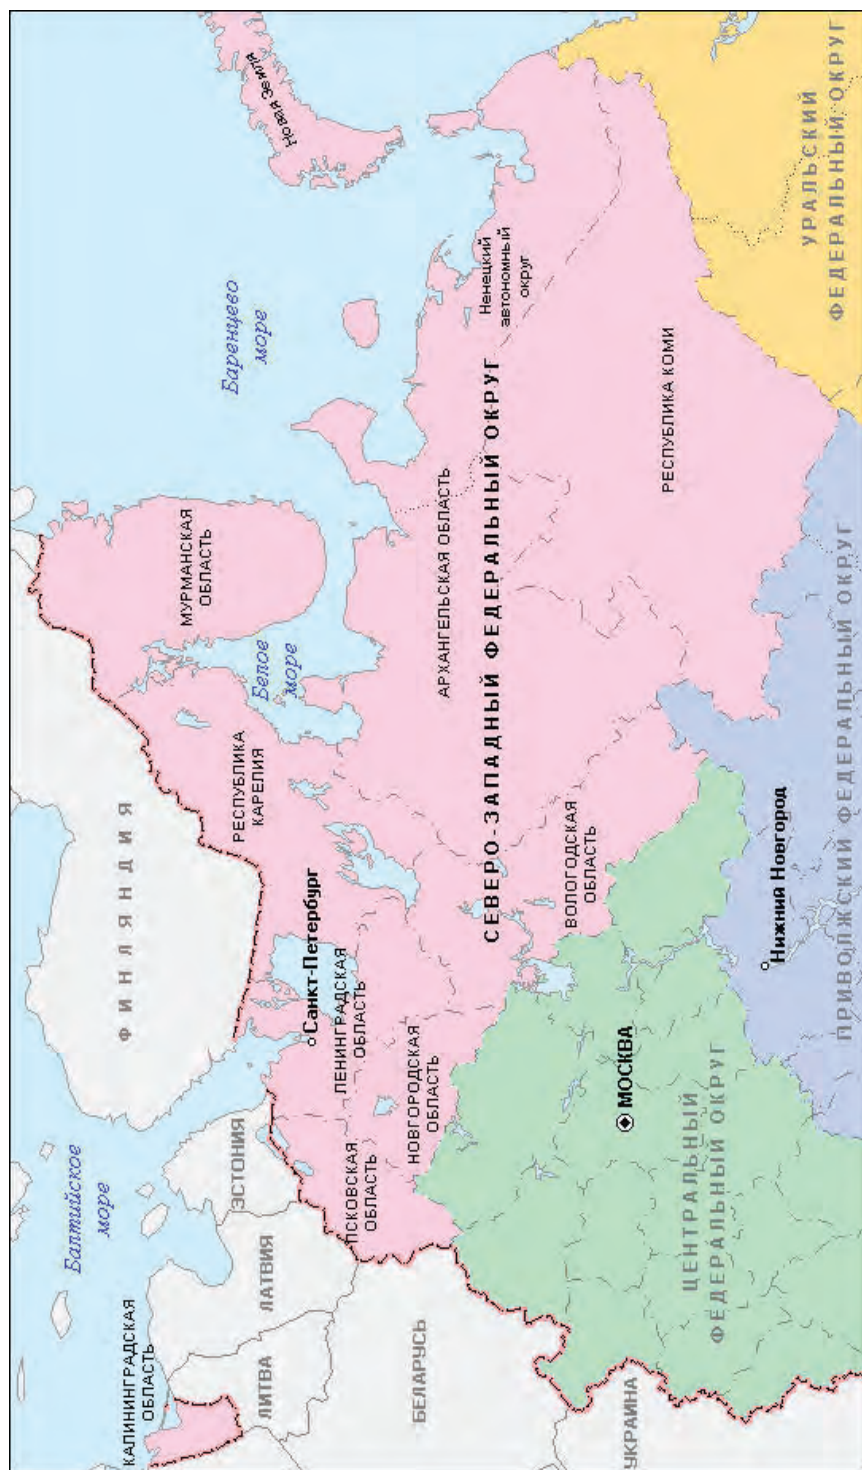 Баренцево
море
Новая Земля
УРАЛЬСКИЙ
ФЕДЕРАЛЬНЫЙ ОКРУГ
Ненецкий
автономный
округ
МУРМАНСКАЯ
ОБЛАСТЬ
Белое
море
АРХАНГЕЛЬСКАЯ ОБЛАСТЬ
СЕВЕРО-ЗАПАДНЫЙ ФЕДЕРАЛЬНЫЙ ОКРУГ
РЕСПУБЛИКА КОМИ
РЕСПУБЛИКА
КАРЕЛИЯ
ФИНЛЯНДИЯ
Санкт-Петербург
ЛЕНИНГРАДСКАЯ
ОБЛАСТЬ
ВОЛОГОДСКАЯ
ОБЛАСТЬ
НОВГОРОДСКАЯ
ОБЛАСТЬ
Нижний Новгород
ПРИВОЛЖСКИЙ ФЕДЕРАЛЬНЫЙ ОКРУГ
Балтийское
море
ЭСТОНИЯ
ПСКОВСКАЯ
ОБЛАСТЬ
МОСКВА
ЦЕНТРАЛЬНЫЙ
ФЕДЕРАЛЬНЫЙ ОКРУГ
КАЛИНИНГРАДСКАЯ
ОБЛАСТЬ
ЛАТВИЯ
ЛИТВА
БЕЛАРУСЬ
УКРАИНА